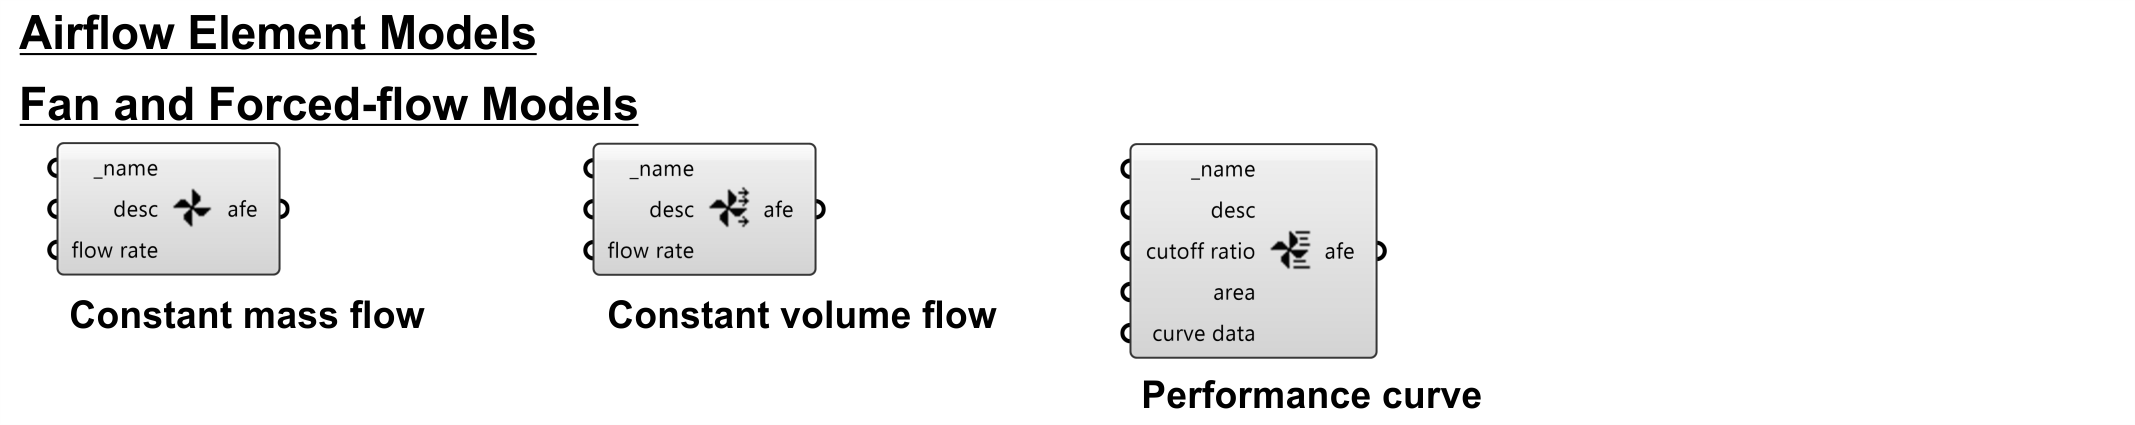 Airflow Element Models
Fan and Forced-flow Models
_name
desc
afe
flow rate
Constant mass flow
_name
desc
afe
flow rate
Constant volume flow
_name
desc
cutoff ratio
afe
area
curve data
Performance curve